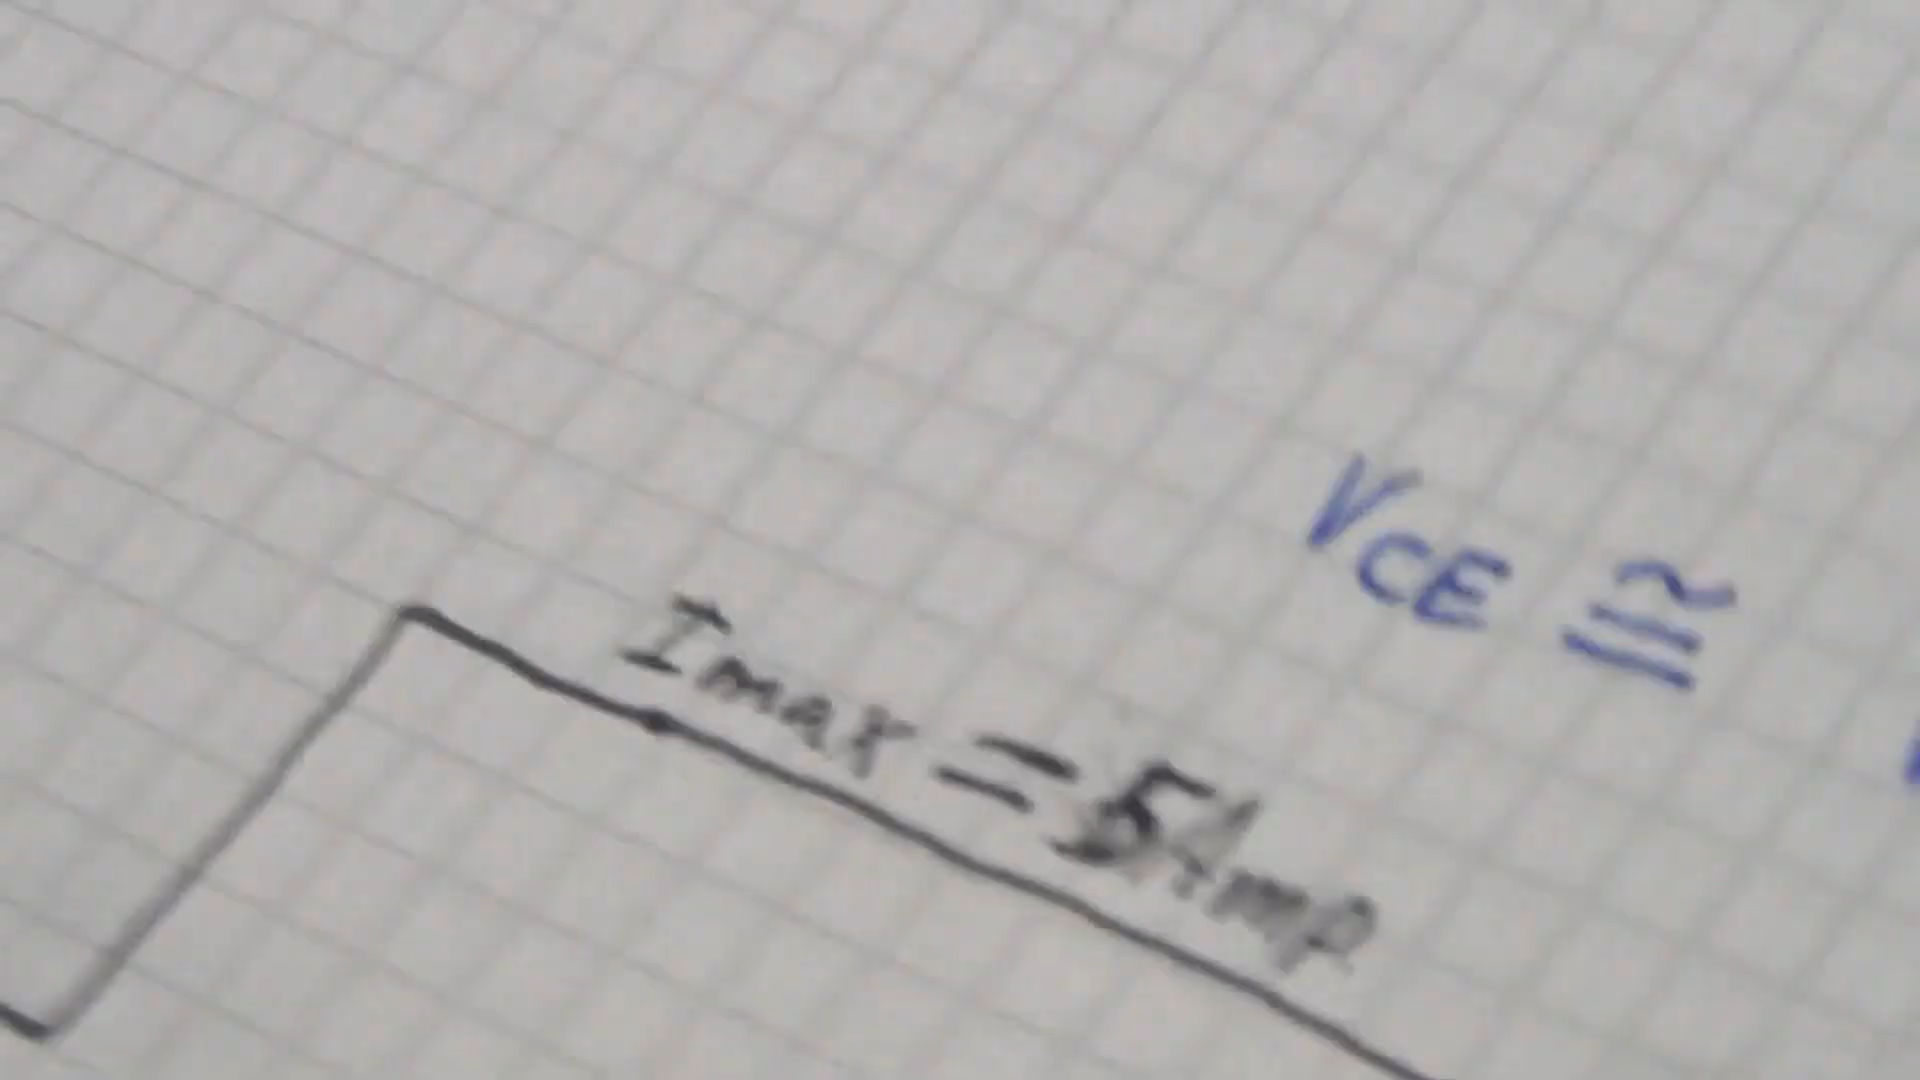 VCE ≅
Imax = 5Amp